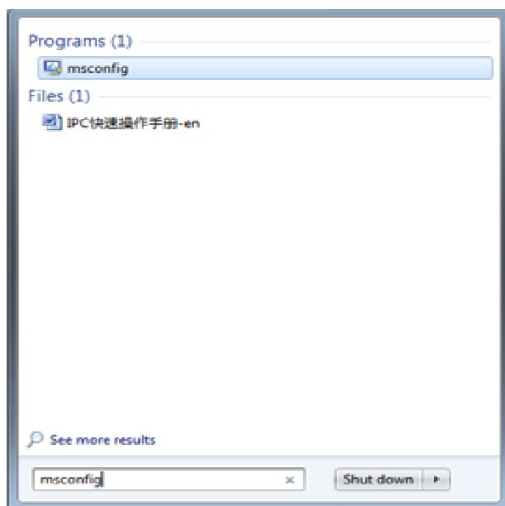 Programs (1)
msconfig
Files (1)
IPC快速操作手册-en
See more results
msconfig
Shut down